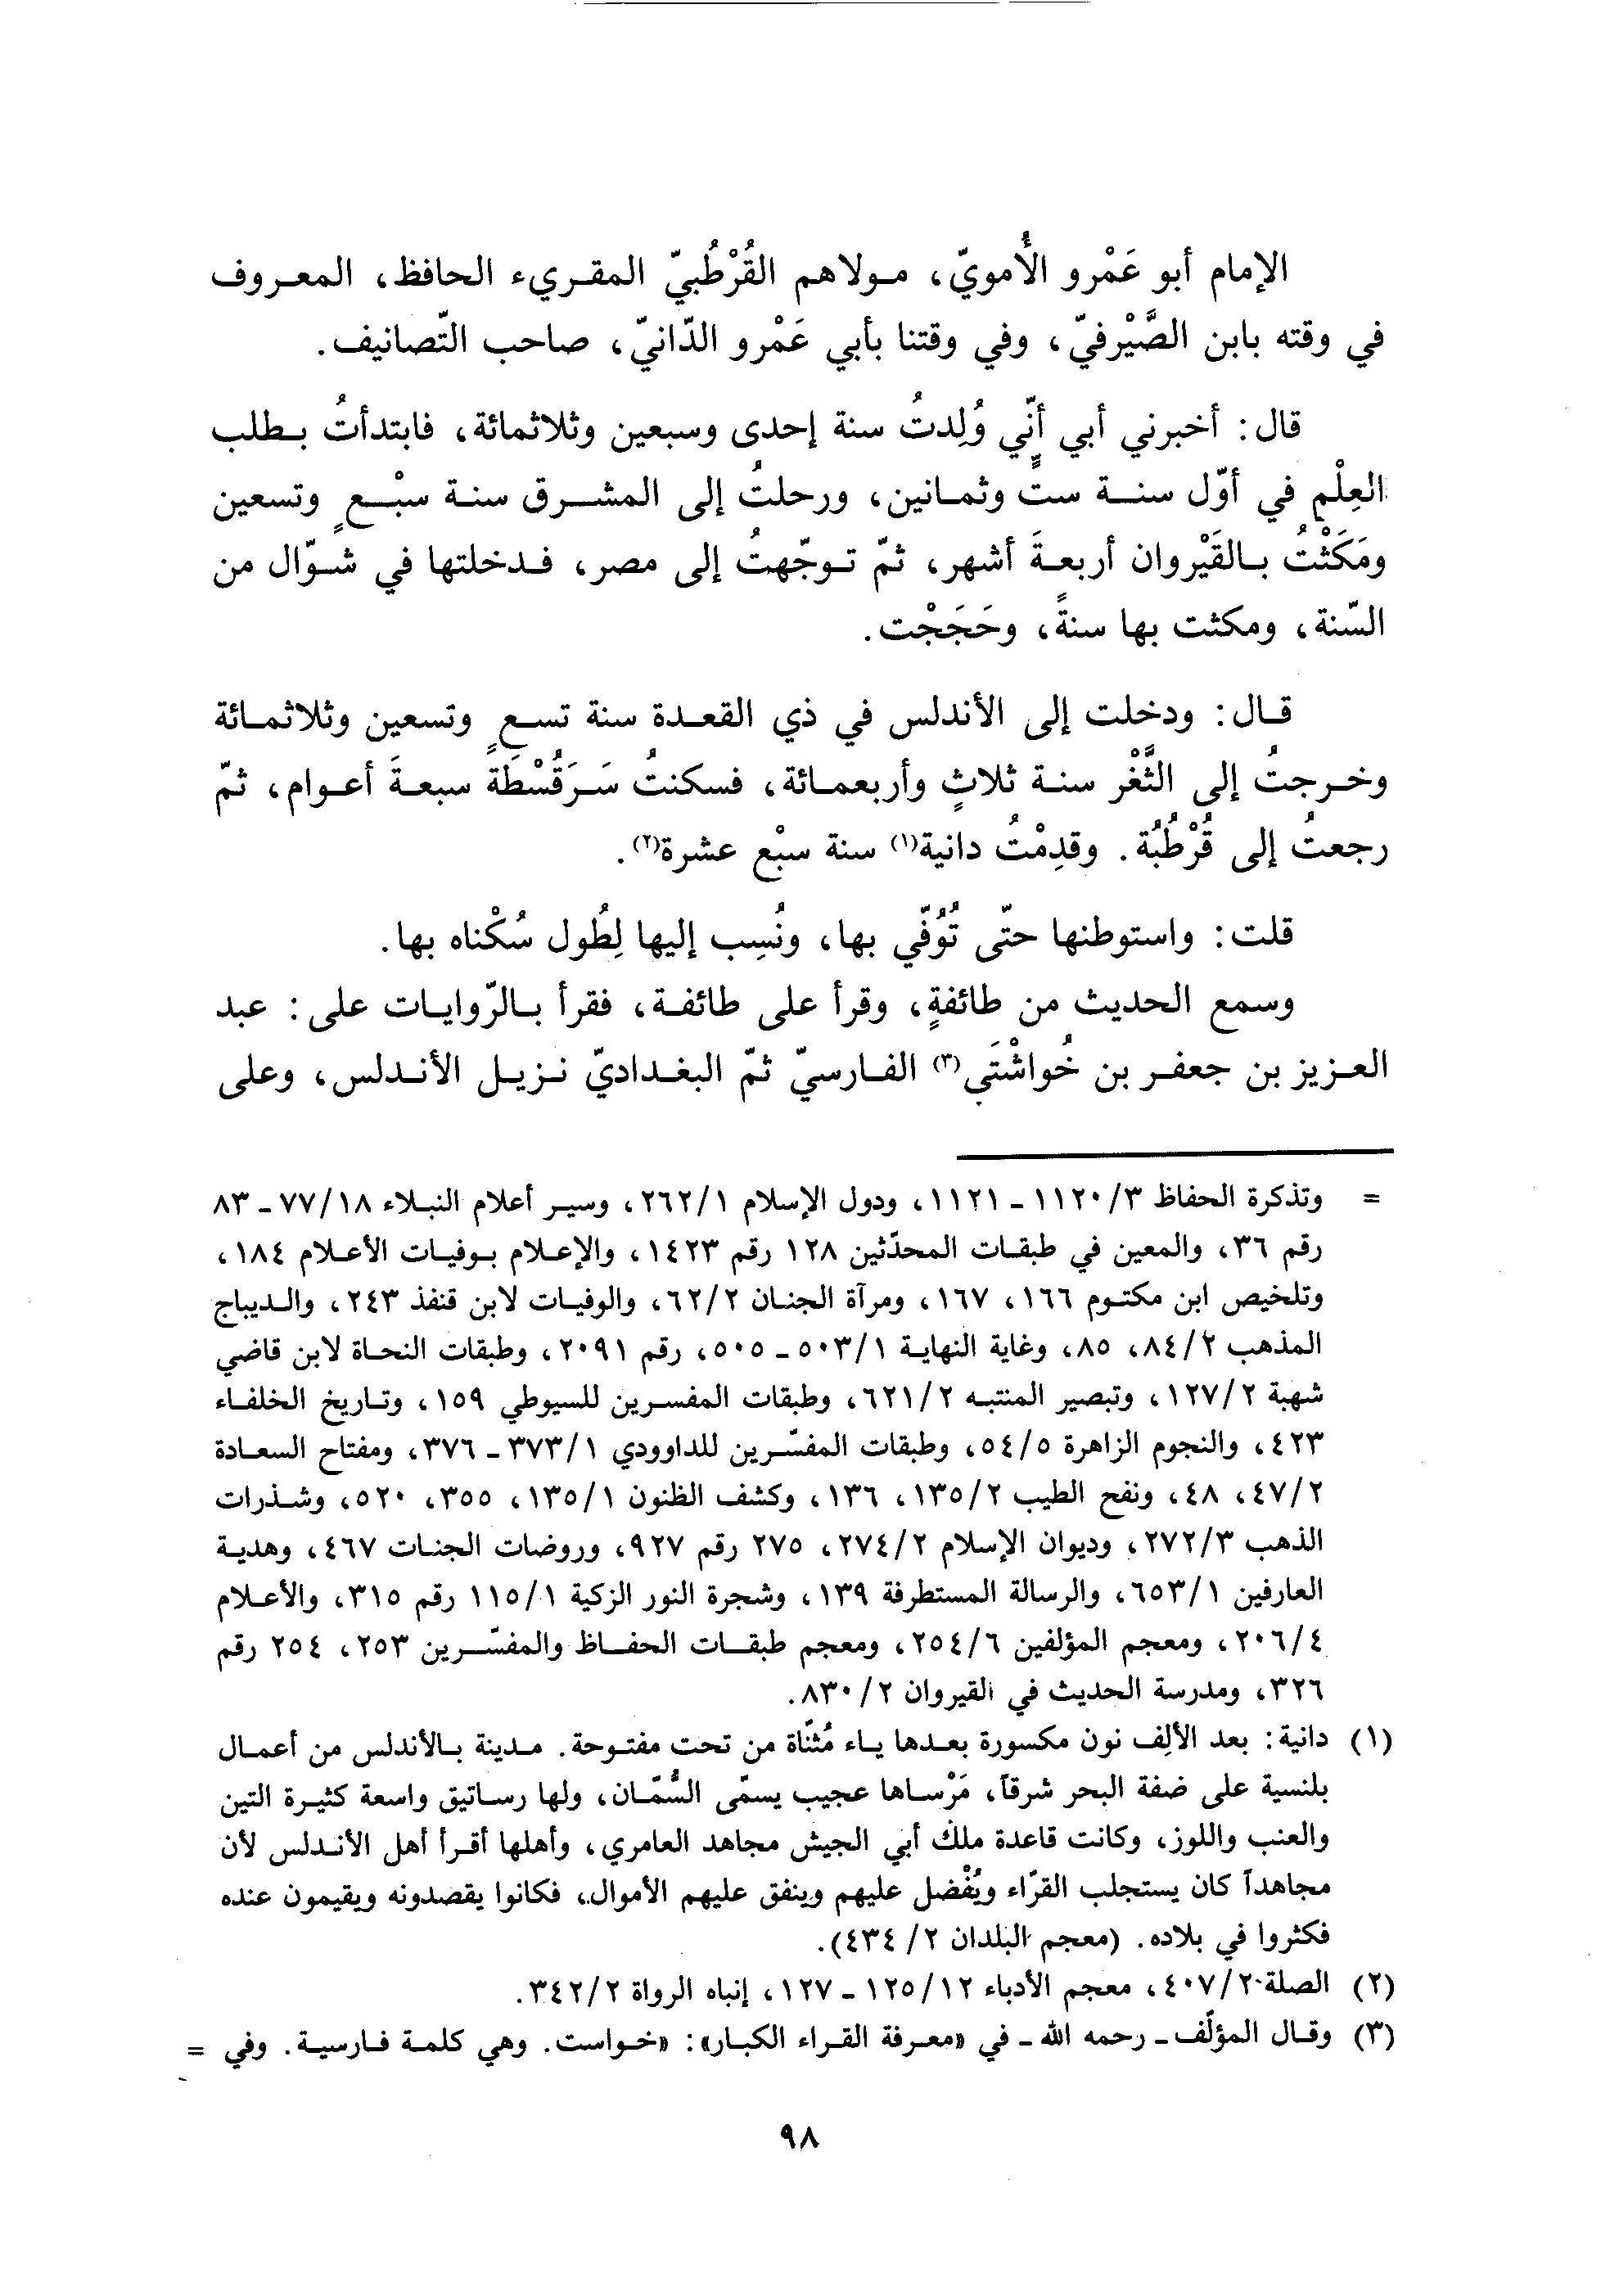 الإمام أبو عَمْرو الأُمويّ، مولاهم القُرْطُبيّ المقريء الحافظ، المعروف
في وقته بابن الصَّيْرفيّ، وفي وقتنا بأبي عَمْرو الدّانيّ، صاحب التّصانيف.
قال: أخبرني أبي أنّي وُلِدتُ سنة إحدى وسبعين وثلاثمائة، فابتدأتُ بطلب
العِلْم في أوّل سنة ستٍّ وثمانين، ورحلتُ إلى المشرق سنة سبْعٍ وتسعين
ومَكَثْتُ بالقَيْروان أربعةَ أشهر، ثمّ توجّهتُ إلى مصر، فدخلتها في شوّال من
السّنة، ومكثت بها سنةً، وحَجَجْت.
قال: ودخلت إلى الأندلس في ذي القعدة سنة تسعٍ وتسعين وثلاثمائة
وخرجتُ إلى الثَّغْر سنة ثلاثٍ وأربعمائة، فسكنتُ سَرَقُسْطَة سبعةَ أعوام، ثمّ
رجعتُ إلى قُرْطُبُة. وقدِمْتُ دانية(١) سنة سبْع عشرة(٢).
قلت: واستوطنها حتّى تُوُفّي بها، ونُسِب إليها لِطُول سُكْناه بها.
وسمع الحديث من طائفةٍ، وقرأ على طائفة، فقرأ بالرّوايات على: عبد
العزيز بن جعفر بن خُواشْتَي(٣) الفارسيّ ثمّ البغداديّ نزيل الأندلس، وعلى
= وتذكرة الحفاظ ٣/١١٢٠ - ١١٢١، ودول الإسلام ١/٢٦٢، وسير أعلام النبلاء ١٨/٧٧ - ٨٣
رقم ٣٦، والمعين في طبقات المحدّثين ١٢٨ رقم ١٤٢٣، والإعلام بوفيات الأعلام ١٨٤،
وتلخيص ابن مكتوم ١٦٦، ١٦٧، ومرآة الجنان ٢/٦٢، والوفيات لابن قنفذ ٢٤٣، والديباج
المذهب ٢/٨٤، ٨٥، وغاية النهاية ١/٥٠٣ - ٥٠٥، رقم ٢٠٩١، وطبقات النحاة لابن قاضي
شهبة ٢/١٢٧، وتبصير المنتبه ٢/٦٢١، وطبقات المفسرين للسيوطي ١٥٩، وتاريخ الخلفاء
٤٢٣، والنجوم الزاهرة ٥/٥٤، وطبقات المفسّرين للداوودي ١/٣٧٣ - ٣٧٦، ومفتاح السعادة
٢/٤٧، ٤٨، ونفح الطيب ٢/١٣٥، ١٣٦، وكشف الظنون ١/١٣٥، ٣٥٥، ٥٢٠، وشذرات
الذهب ٣/٢٧٢، وديوان الإسلام ٢/٢٧٤، ٢٧٥ رقم ٩٢٧، وروضات الجنات ٤٦٧، وهدية
العارفين ١/٦٥٣، والرسالة المستطرفة ١٣٩، وشجرة النور الزكية ١/١١٥ رقم ٣١٥، والأعلام
٤/٢٠٦، ومعجم المؤلفين ٦/٢٥٤، ومعجم طبقات الحفاظ والمفسّرين ٢٥٣، ٢٥٤ رقم
٣٢٦، ومدرسة الحديث في القيروان ٢/٨٣٠.
(١) دانية: بعد الألِف نون مكسورة بعدها ياء مُثنّاة من تحت مفتوحة. مدينة بالأندلس من أعمال
بلنسية على ضفة البحر شرقاً، مَرْساها عجيب يسمّى السُّمّان، ولها رساتيق واسعة كثيرة التين
والعنب واللوز، وكانت قاعدة ملك أبي الجيش مجاهد العامري، وأهلها أقرأ أهل الأندلس لأن
مجاهداً كان يستجلب القرّاء ويُفْضل عليهم وينفق عليهم الأموال، فكانوا يقصدونه ويقيمون عنده
فكثروا في بلاده. (معجم البلدان ٢/ ٤٣٤).
(٢) الصلة ٢/٤٠٧، معجم الأدباء ١٢/١٢٥ - ١٢٧، إنباه الرواة ٢/٣٤٢.
(٣) وقال المؤلّف - رحمه الله - في «معرفة القراء الكبار»: «خواست. وهي كلمة فارسية. وفي =
٩٨